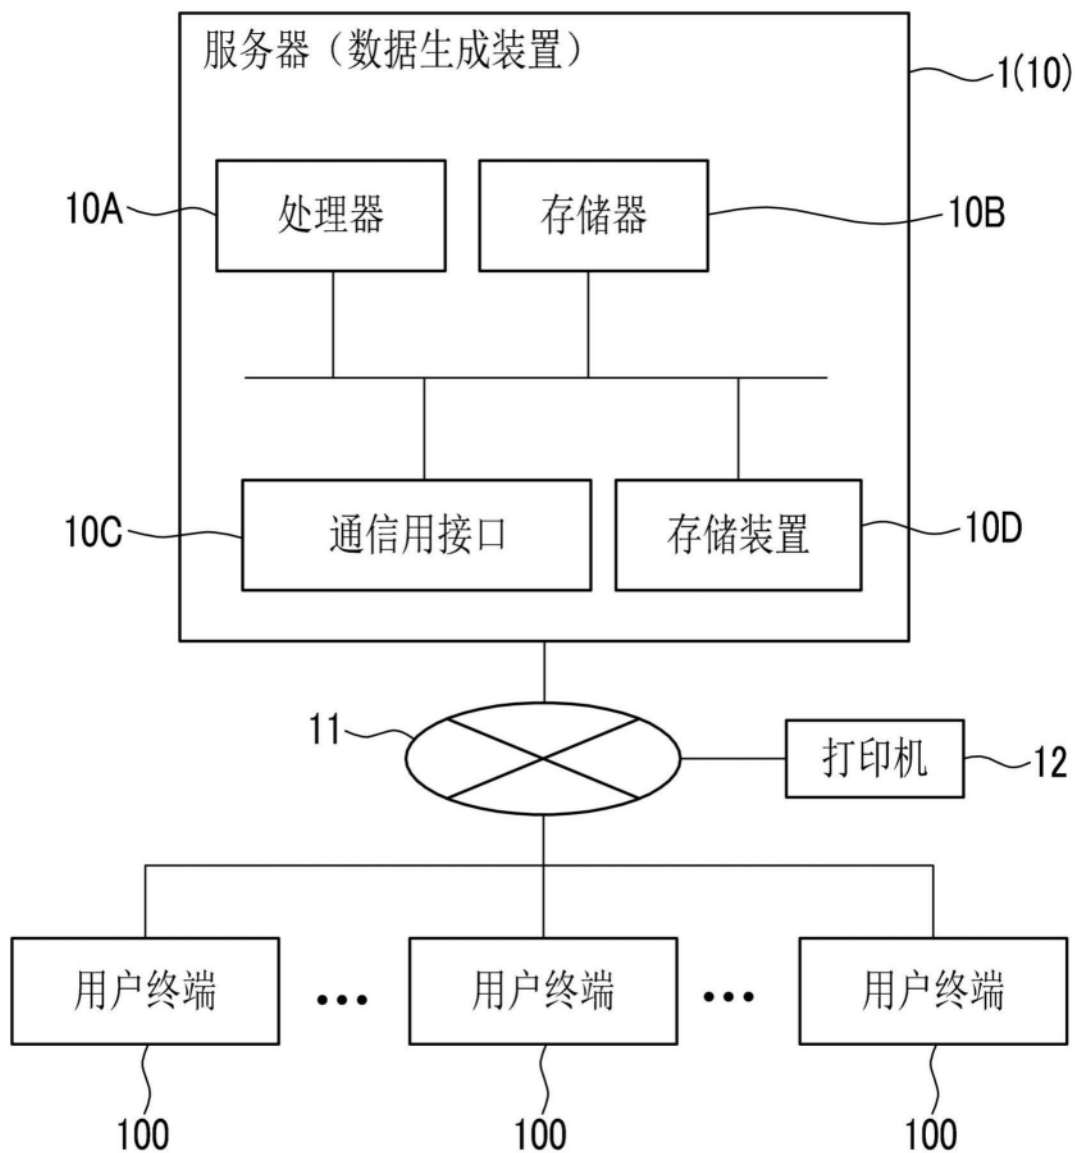 服务器（数据生成装置）
1(10)
10A
处理器
存储器
10B
10C
通信用接口
存储装置
10D
11
打印机
12
用户终端
•••
用户终端
•••
用户终端
100
100
100